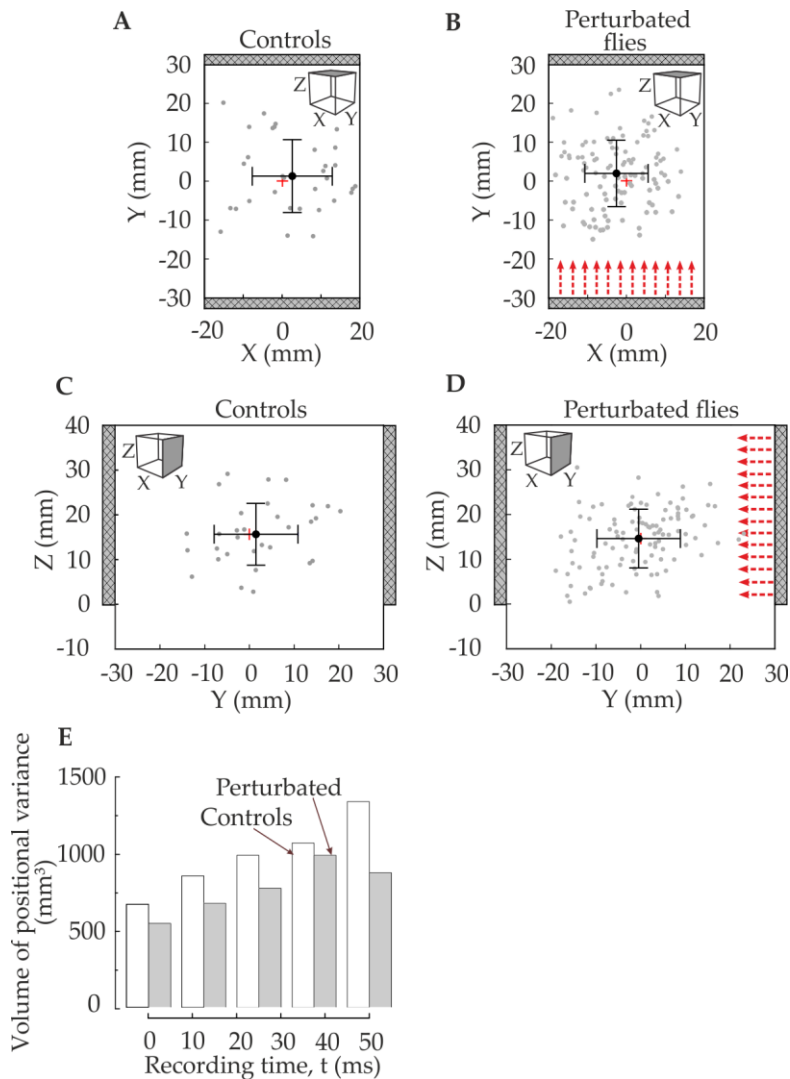 A
Controls
30
20
10
0
-10
-20
-30
Y (mm)
Z
X Y
-20 0 20
X (mm)
B
Perturbated
flies
30
20
10
0
-10
-20
-30
Y (mm)
Z
X Y
-20 0 20
X (mm)
C
Controls
40
30
20
10
0
-10
Z (mm)
Z
X Y
-30 -20 -10 0 10 20 30
Y (mm)
D
Perturbated flies
40
30
20
10
0
-10
Z (mm)
Z
X Y
-30 -20 -10 0 10 20 30
Y (mm)
E
Volume of positional variance
(mm³)
1500
1000
500
0
Perturbated
Controls
0 10 20 30 40 50
Recording time, t (ms)